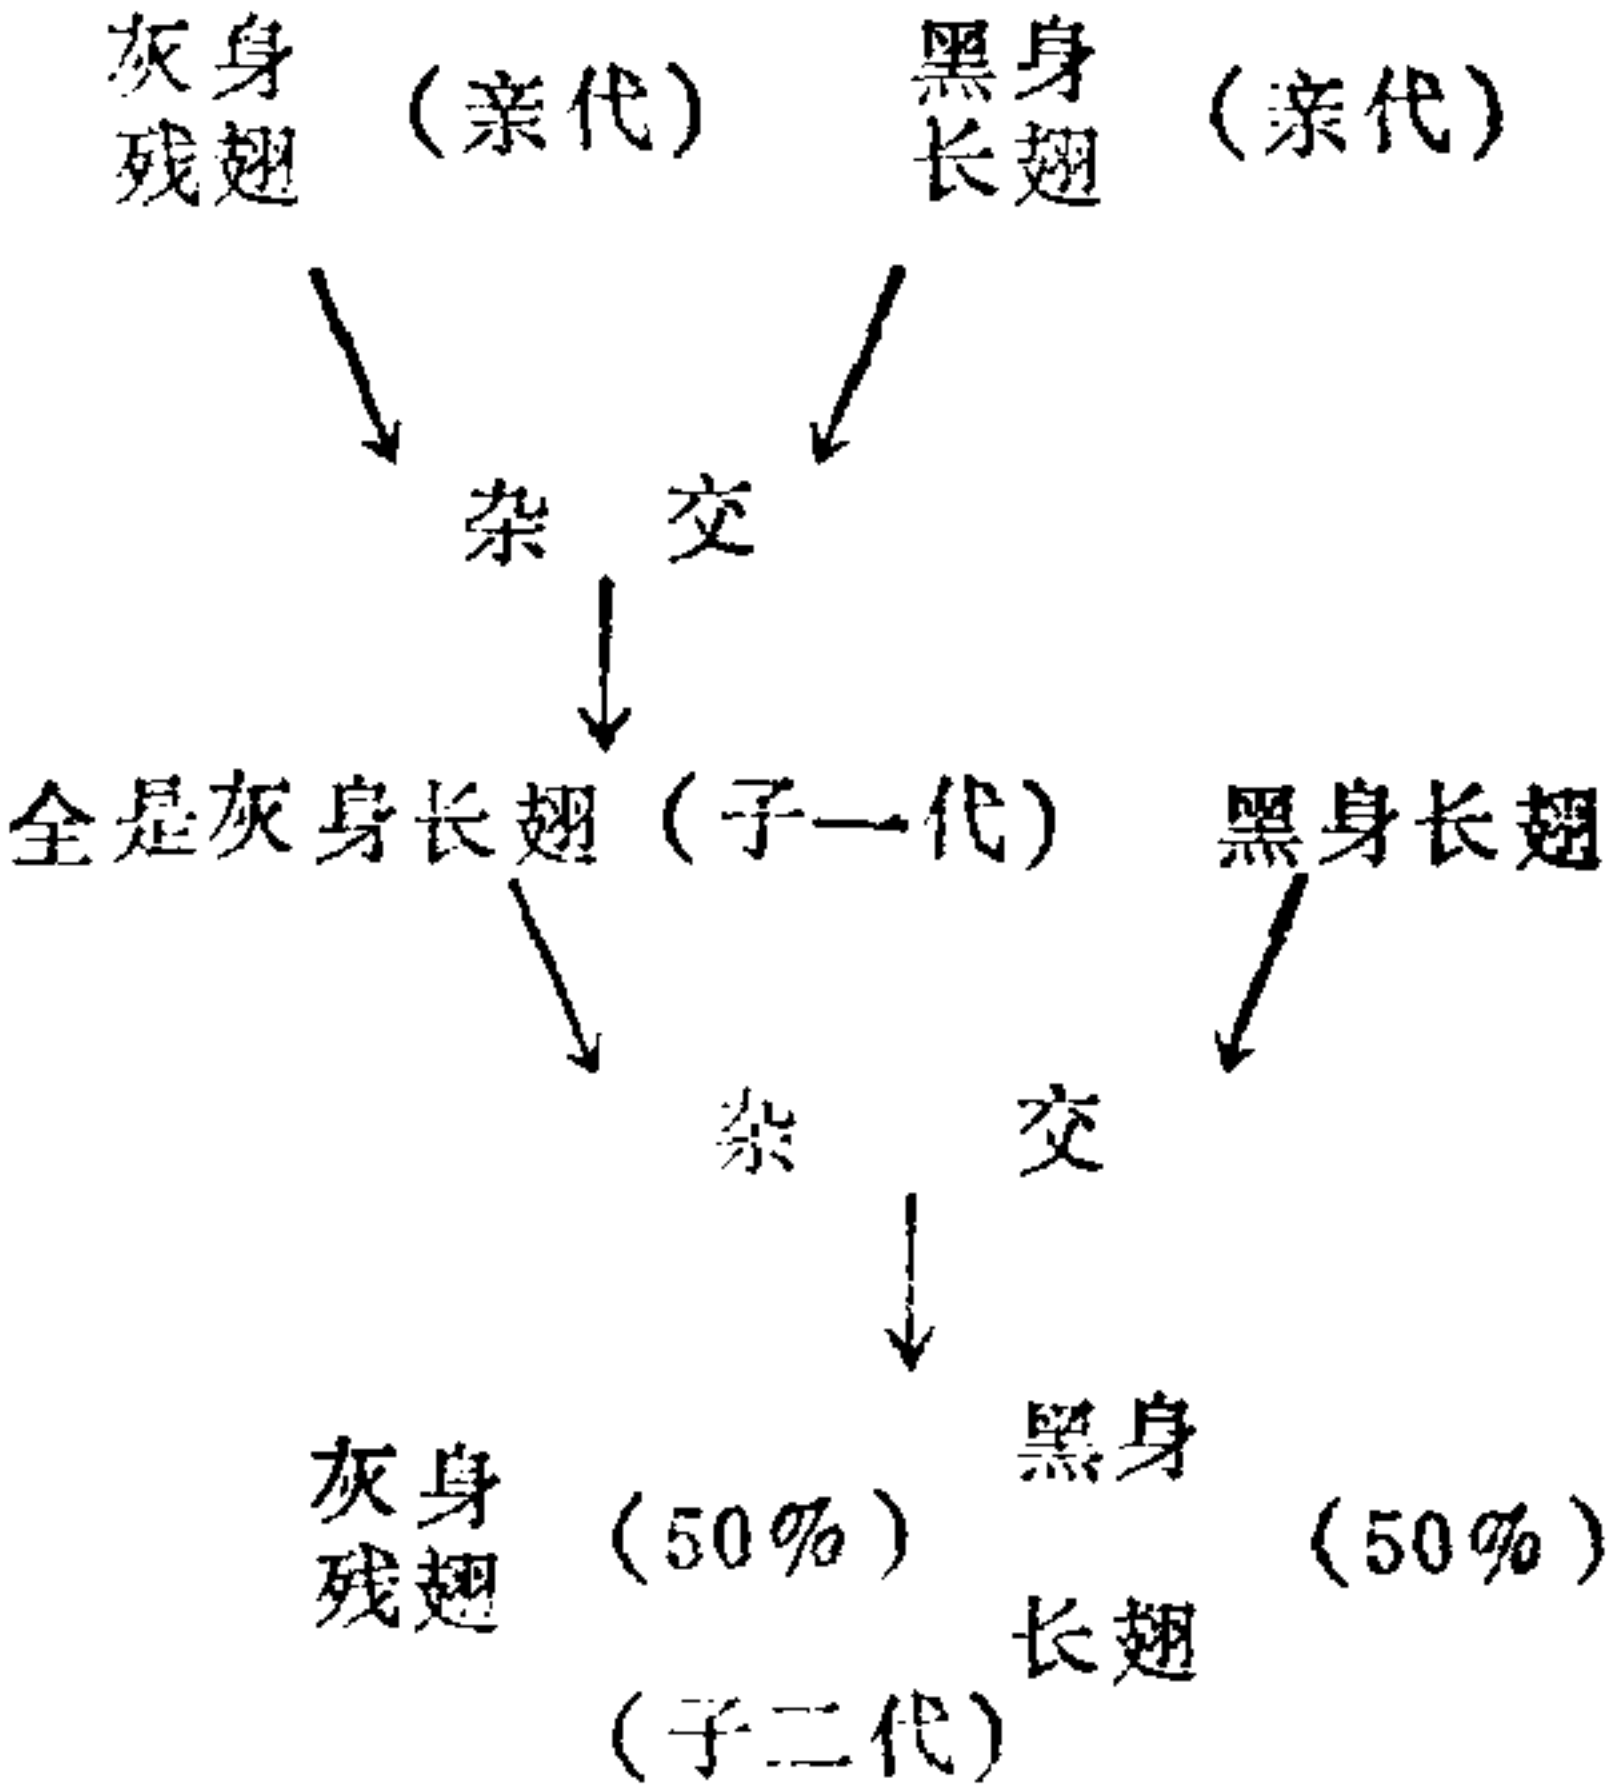 灰身 (亲代) 黑身 (亲代)
残翅 长翅
杂 交
全是灰身长翅(子一代) 黑身长翅
杂 交
灰身 (50%) 黑身 (50%)
残翅 长翅
(子二代)